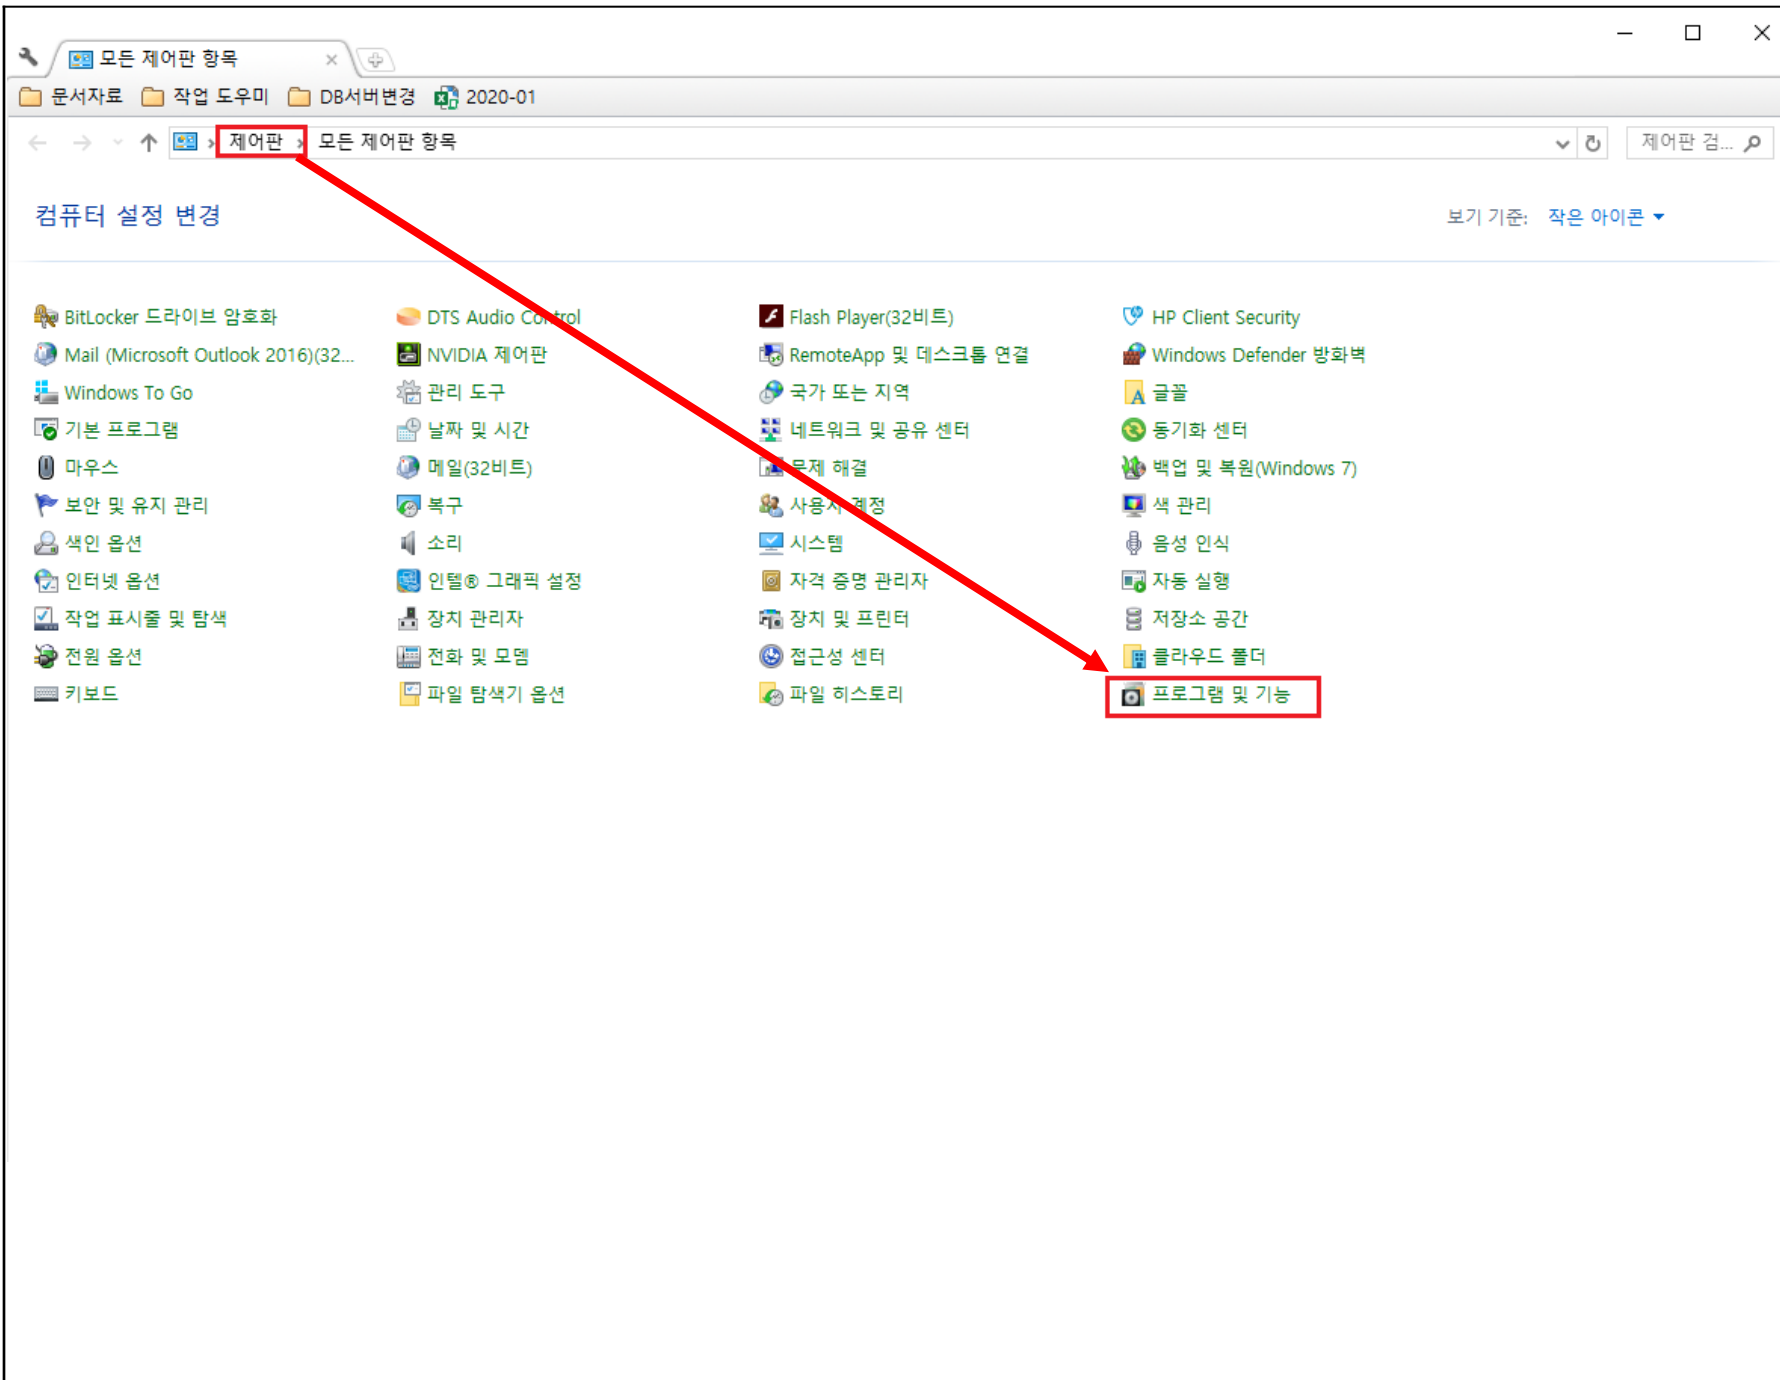 모든 제어판 항목
문서자료 작업 도우미 DB서버변경 2020-01
제어판 모든 제어판 항목 제어판 검...
컴퓨터 설정 변경 보기 기준: 작은 아이콘
BitLocker 드라이브 암호화 DTS Audio Control Flash Player(32비트) HP Client Security
Mail (Microsoft Outlook 2016)(32... NVIDIA 제어판 RemoteApp 및 데스크톱 연결 Windows Defender 방화벽
Windows To Go 관리 도구 국가 또는 지역 글꼴
기본 프로그램 날짜 및 시간 네트워크 및 공유 센터 동기화 센터
마우스 메일(32비트) 문제 해결 백업 및 복원(Windows 7)
보안 및 유지 관리 복구 사용자 계정 색 관리
색인 옵션 소리 시스템 음성 인식
인터넷 옵션 인텔® 그래픽 설정 자격 증명 관리자 자동 실행
작업 표시줄 및 탐색 장치 관리자 장치 및 프린터 저장소 공간
전원 옵션 전화 및 모뎀 접근성 센터 클라우드 폴더
키보드 파일 탐색기 옵션 파일 히스토리 프로그램 및 기능